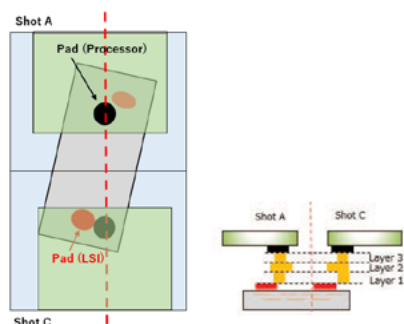 Shot A
Pad (Processor)
Pad (LSI)
Shot C
Shot A Shot C
Layer 3
Layer 2
Layer 1